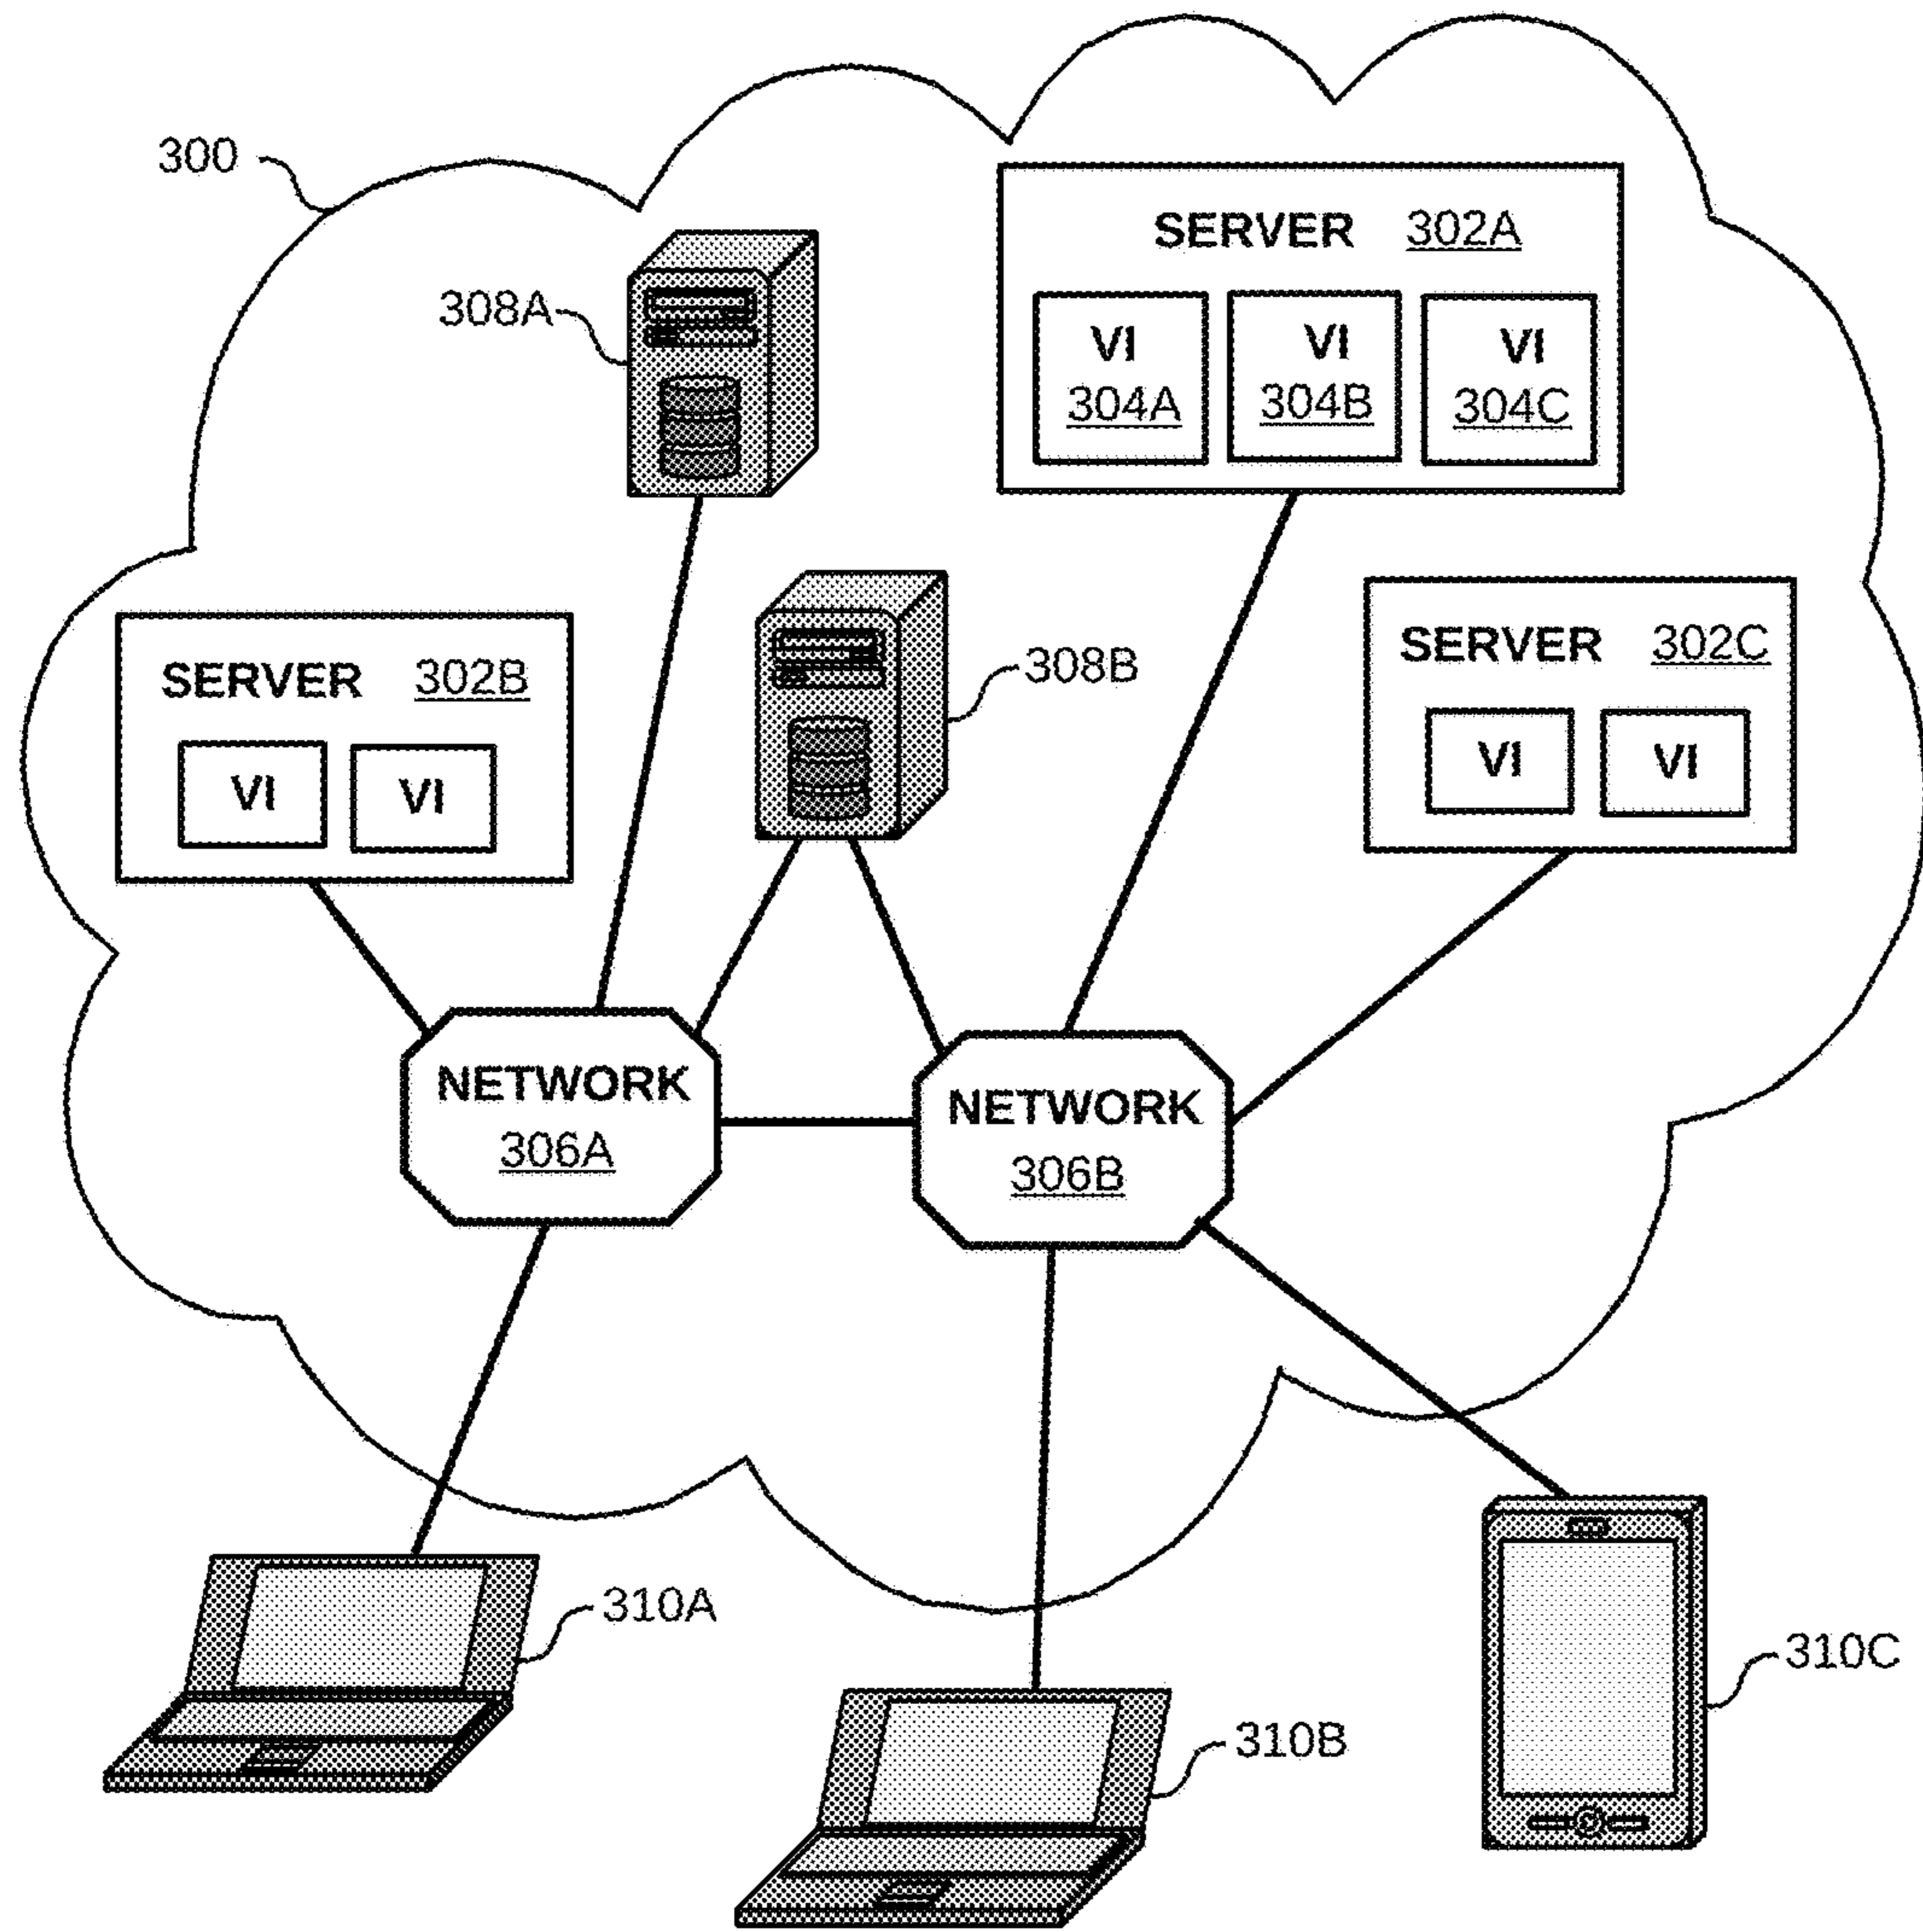 300
SERVER 302A
308A
VI
304A
VI
304B
VI
304C
SERVER 302B
VI
VI
308B
SERVER 302C
VI
VI
NETWORK
306A
NETWORK
306B
310A
310B
310C